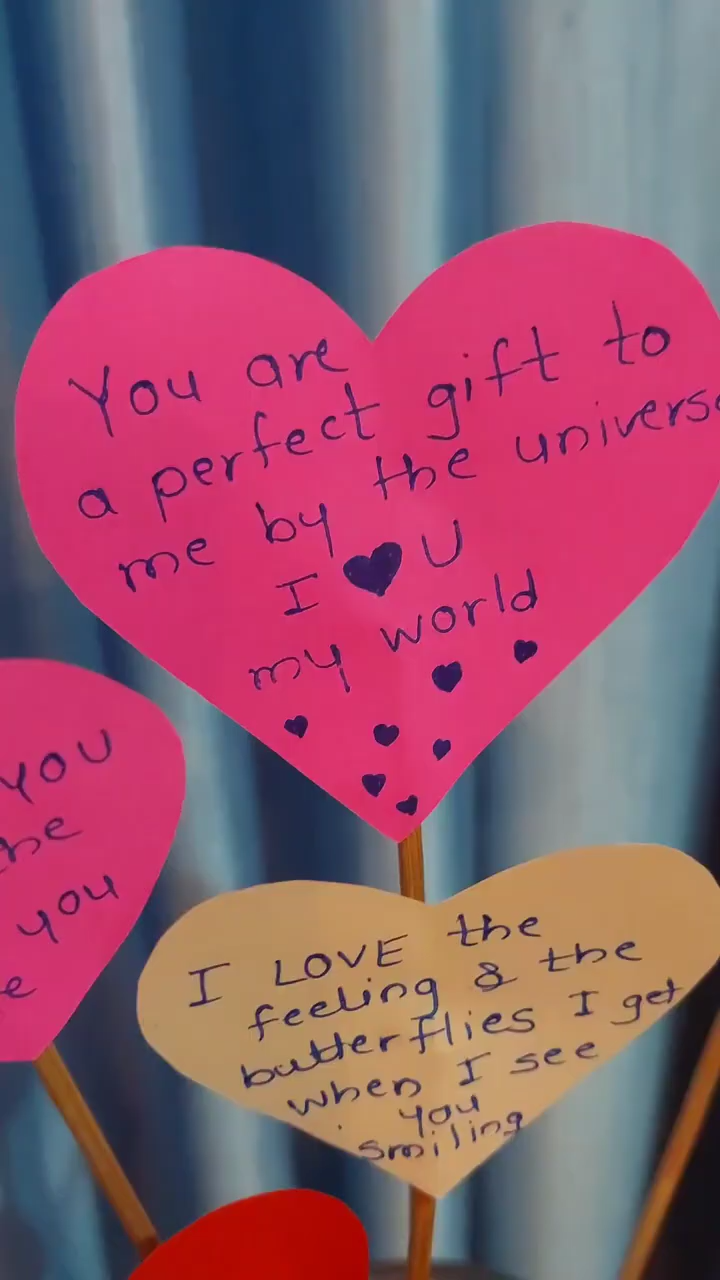 You are
a perfect gift to
me by the univers
I ♥ U
my world
YOU
he
you
e
I LOVE the
feeling & the
butterflies I get
when I see
you
smiling